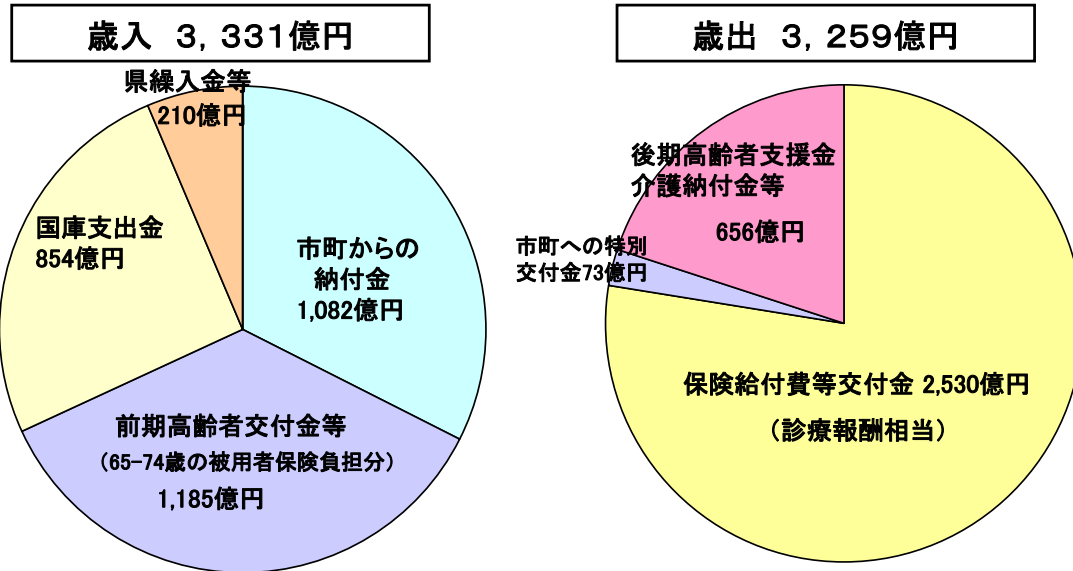 歳入 3,331億円
県繰入金等
210億円
国庫支出金
854億円
市町からの
納付金
1,082億円
前期高齢者交付金等
(65-74歳の被用者保険負担分)
1,185億円
歳出 3,259億円
後期高齢者支援金
介護納付金等
656億円
市町への特別
交付金73億円
保険給付費等交付金 2,530億円
(診療報酬相当)